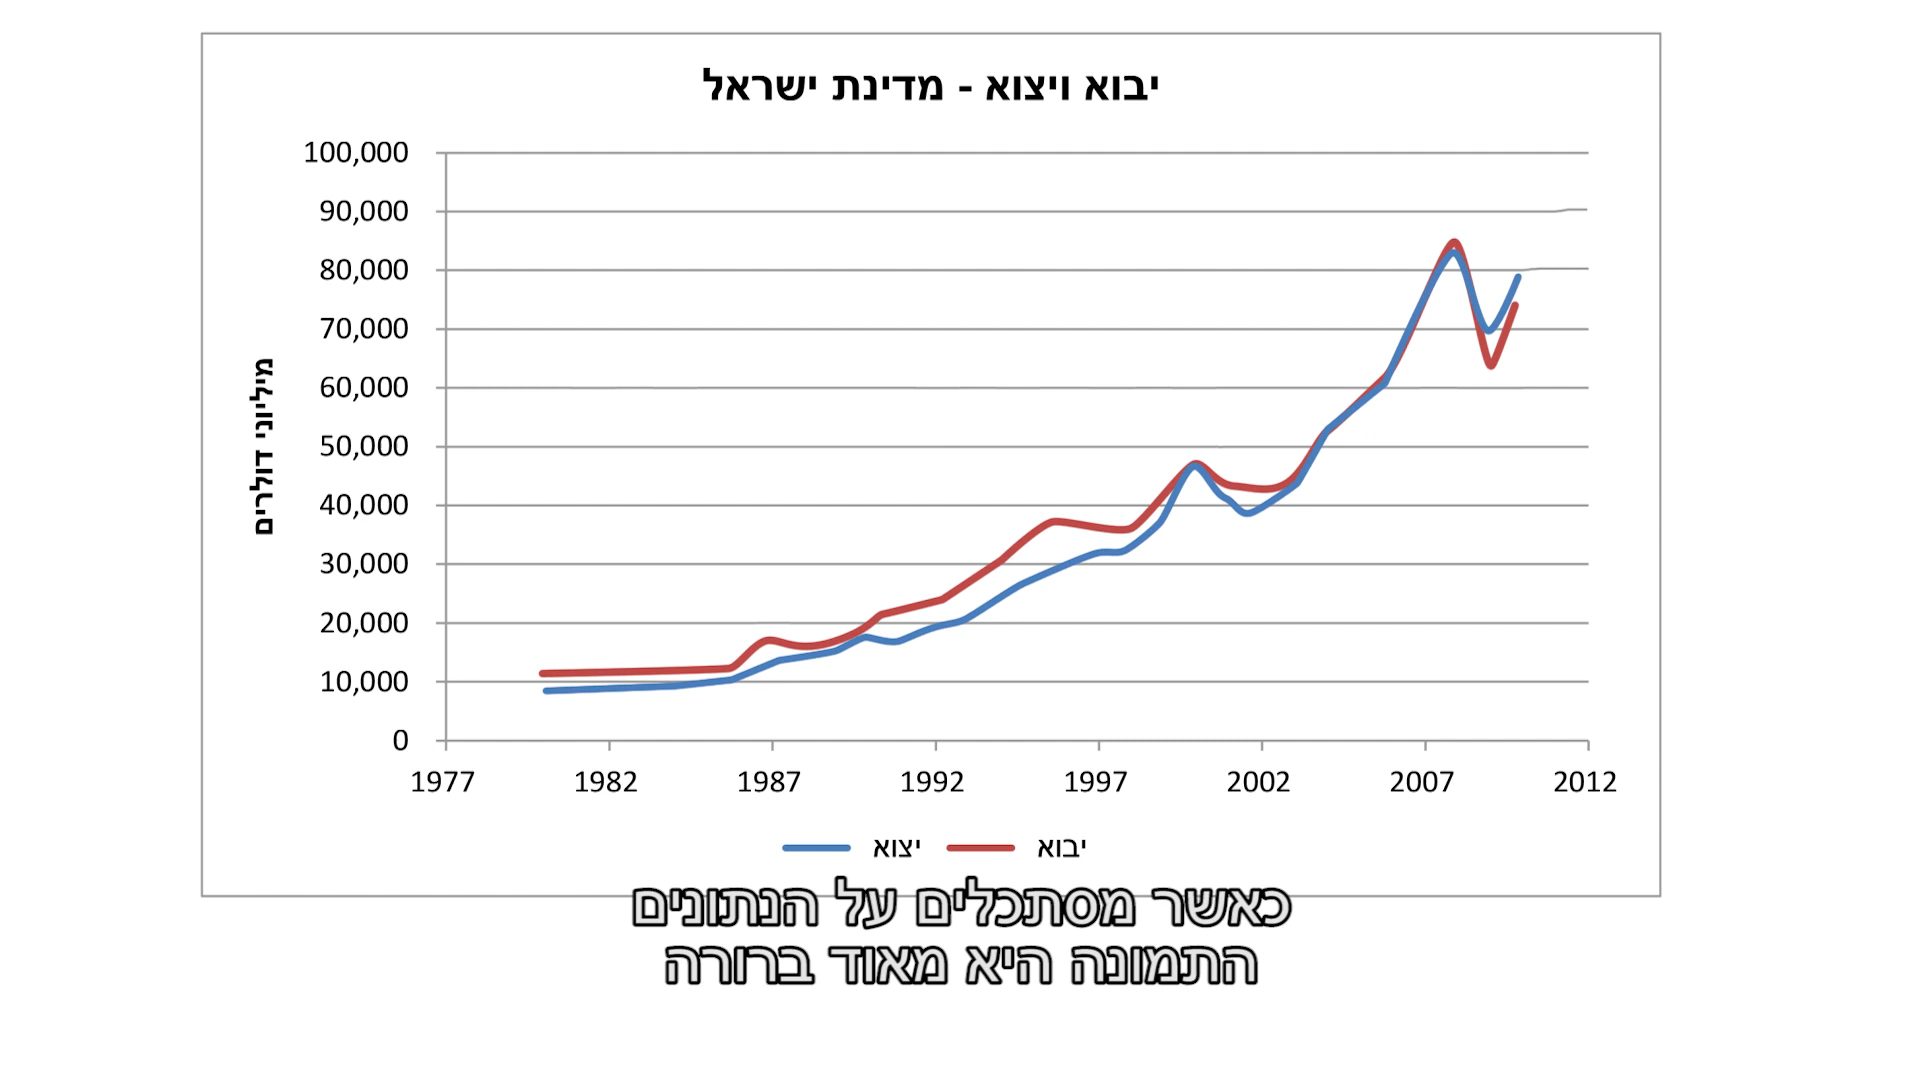 יבוא ויצוא - מדינת ישראל
100,000
90,000
80,000
70,000
60,000
50,000
40,000
30,000
20,000
10,000
0
מיליוני דולרים
1977 1982 1987 1992 1997 2002 2007 2012
יבוא יצוא
כאשר מסתכלים על הנתונים
התמונה היא מאוד ברורה